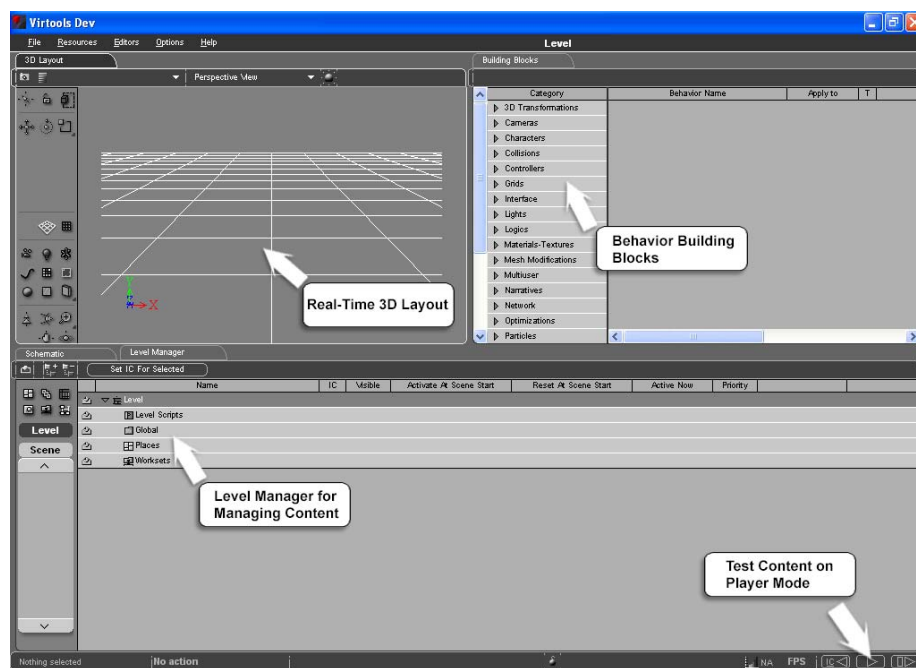 Virtools Dev
File Resources Editors Options Help Level
3D Layout
Building Blocks
Perspective View
Category Behavior Name Apply to T
3D Transformations
Cameras
Characters
Collisions
Controllers
Grids
Interface
Lights
Logics
Materials-Textures
Mesh Modifications
Multiuser
Narratives
Network
Optimizations
Particles
Behavior Building
Blocks
Real-Time 3D Layout
Y
X
Schematic Level Manager
Set IC For Selected
Name IC Visible Activate At Scene Start Reset At Scene Start Active Now Priority
Level
Level Scripts
Global
Places
Worksets
Level
Scene
Level Manager for
Managing Content
Test Content on
Player Mode
Nothing selected No action NA FPS IC